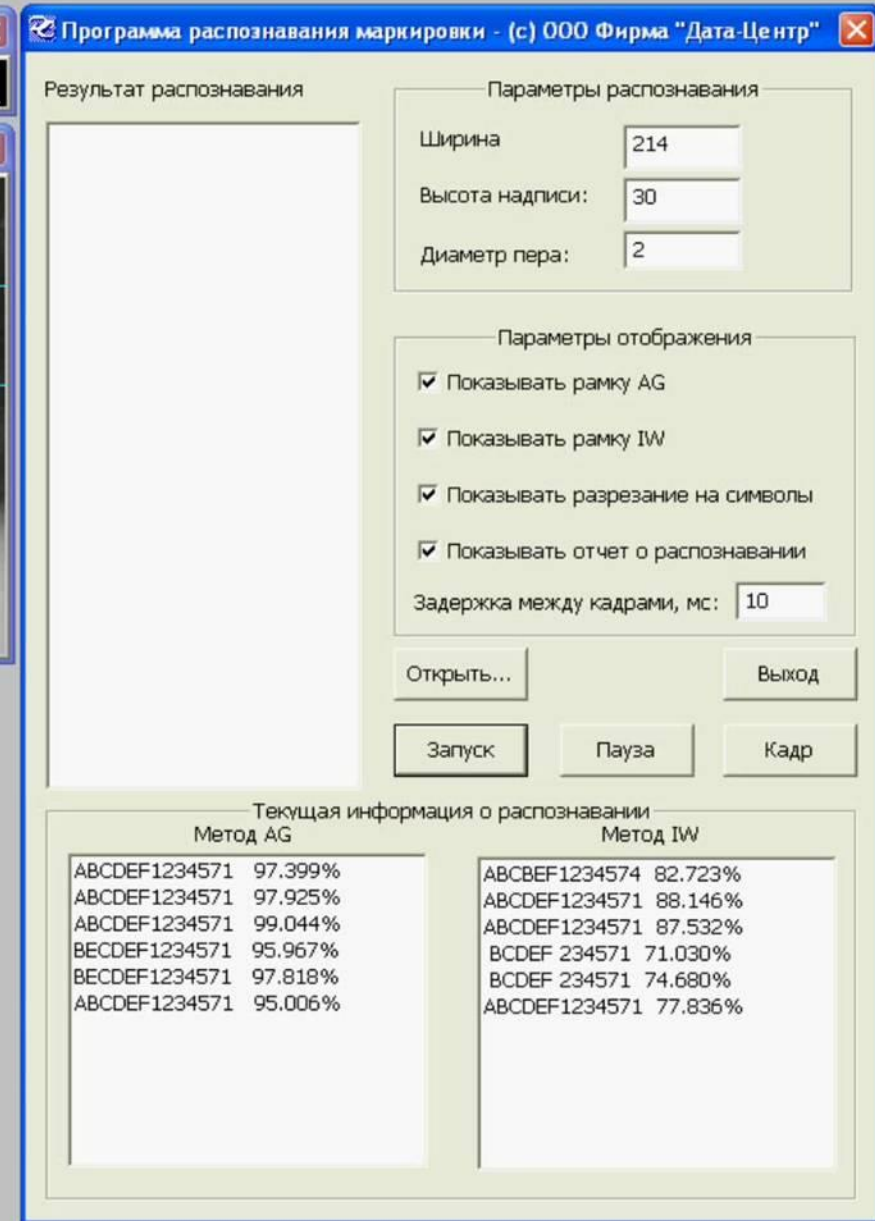 Программа распознавания маркировки - (с) ООО Фирма "Дата-Центр"
Результат распознавания
Параметры распознавания
Ширина 214
Высота надписи: 30
Диаметр пера: 2
Параметры отображения
Показывать рамку AG
Показывать рамку IW
Показывать разрезание на символы
Показывать отчет о распознавании
Задержка между кадрами, мс: 10
Открыть... Выход
Запуск Пауза Кадр
Текущая информация о распознавании
Метод AG
ABCDEF1234571 97.399%
ABCDEF1234571 97.925%
ABCDEF1234571 99.044%
BECDEF1234571 95.967%
BECDEF1234571 97.818%
ABCDEF1234571 95.006%
Метод IW
ABCBEF1234574 82.723%
ABCDEF1234571 88.146%
ABCDEF1234571 87.532%
BCDEF 234571 71.030%
BCDEF 234571 74.680%
ABCDEF1234571 77.836%